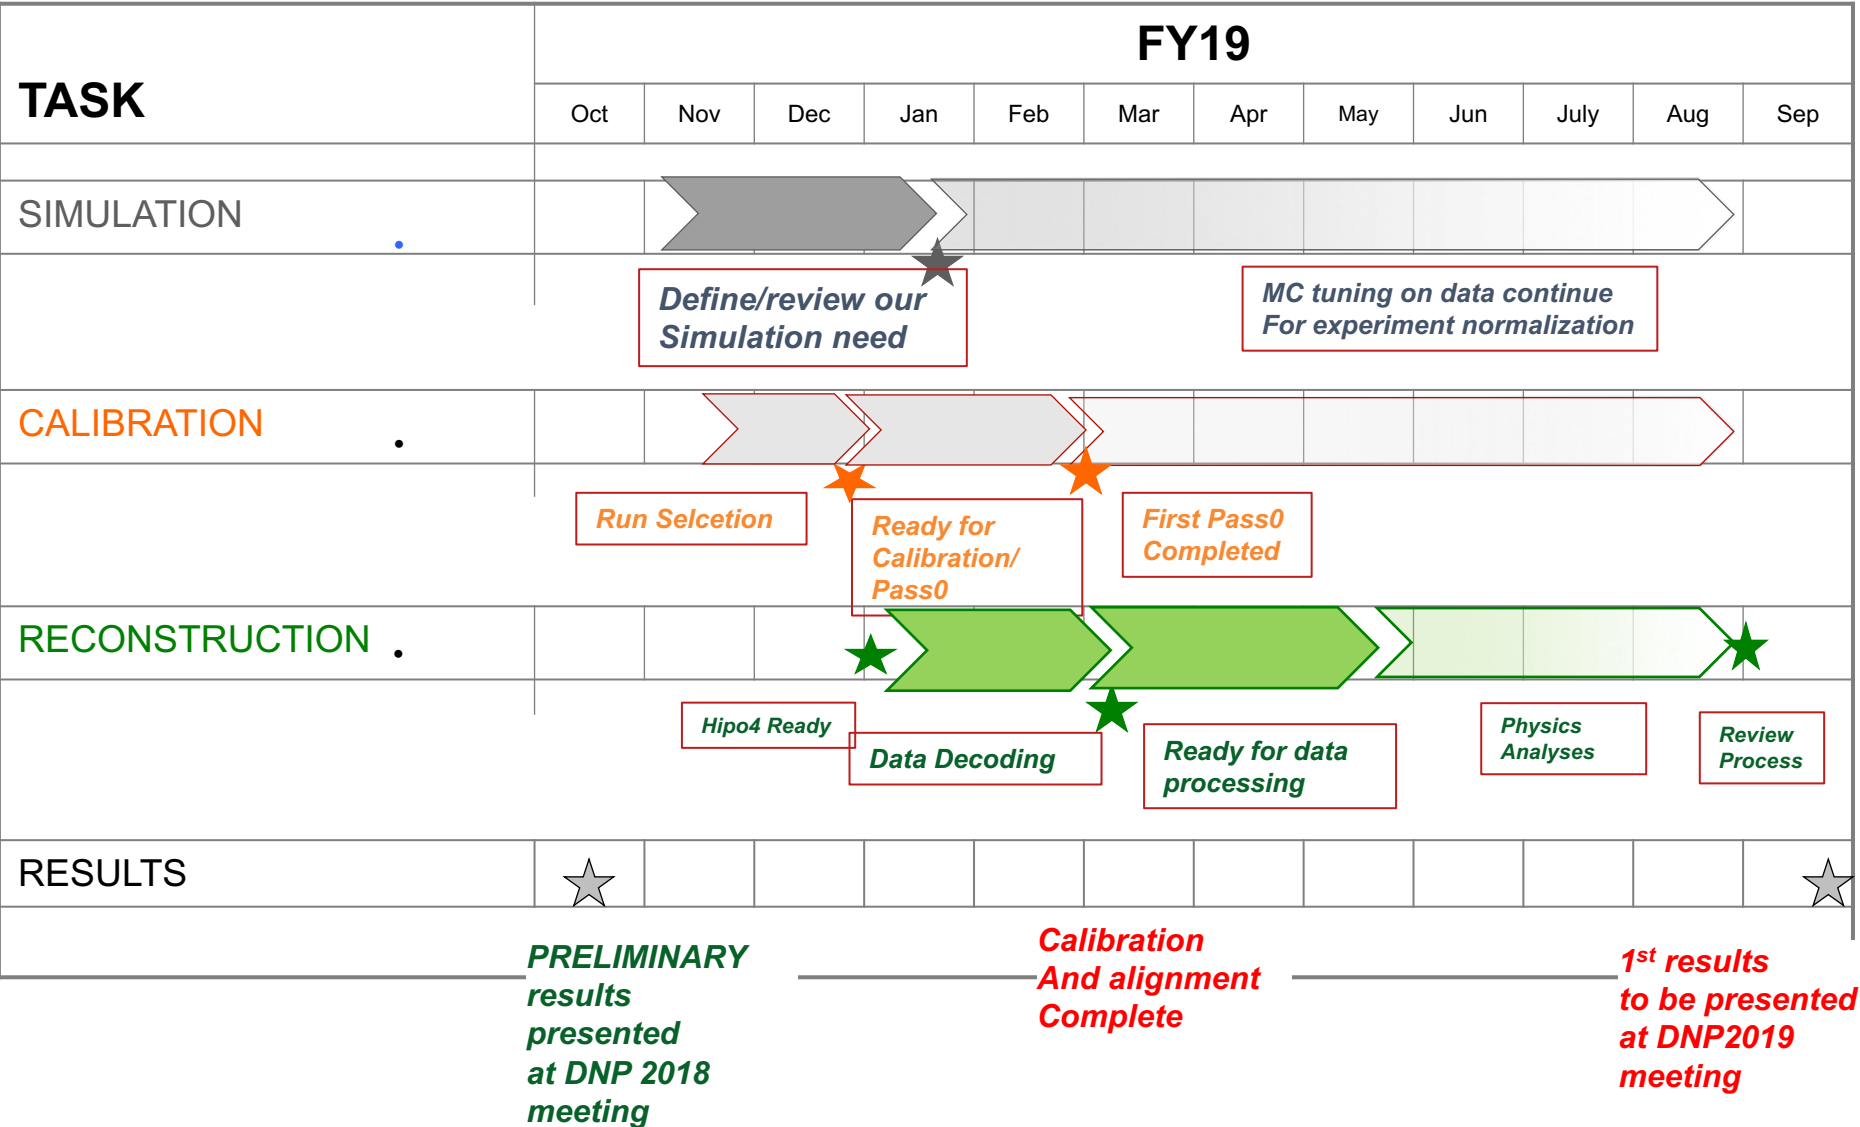 FY19
TASK
Oct Nov Dec Jan Feb Mar Apr May Jun July Aug Sep
SIMULATION
.
Define/review our
Simulation need
MC tuning on data continue
For experiment normalization
CALIBRATION
.
Run Selcetion
Ready for
Calibration/
Pass0
First Pass0
Completed
RECONSTRUCTION .
Hipo4 Ready
Data Decoding
Ready for data
processing
Physics
Analyses
Review
Process
RESULTS
PRELIMINARY
results
presented
at DNP 2018
meeting
Calibration
And alignment
Complete
1st results
to be presented
at DNP2019
meeting